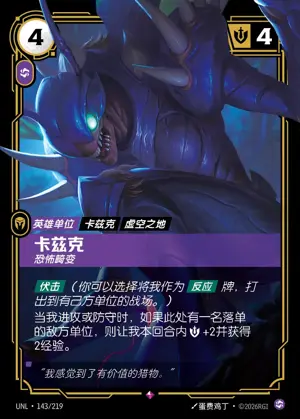 4
4
英雄单位 卡兹克 虚空之地
卡兹克
恐怖畸变
伏击（你可以选择将我作为 反应 牌，打
出到有己方单位的战场。）
当我进攻或防守时，如果此处有一名落单
的敌方单位，则让我本回合内 +2并获得
2经验。
“我感觉到了有价值的猎物。”
UNL • 143/219
蛋费鸡丁
©2026RGI